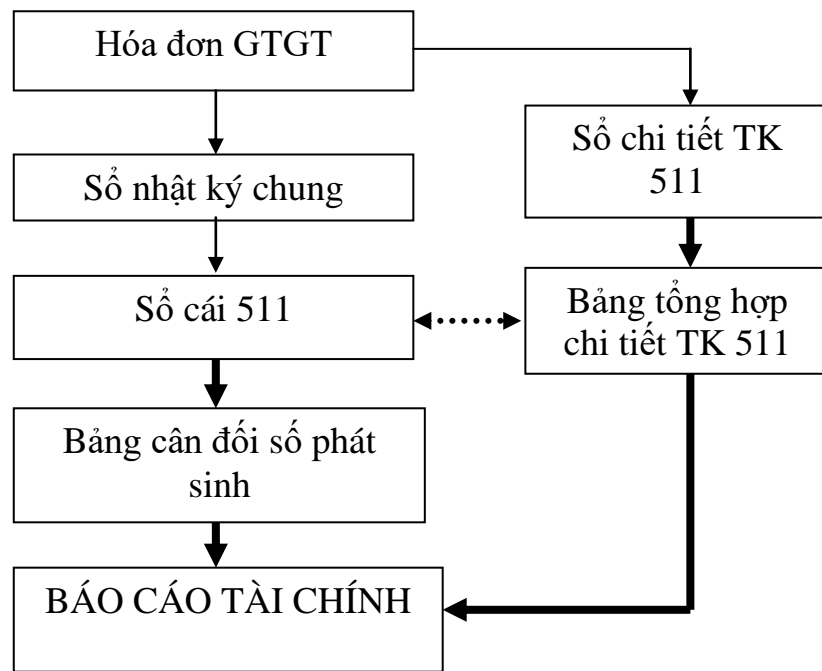 Hóa đơn GTGT
Sổ chi tiết TK
511
Sổ nhật ký chung
Sổ cái 511
Bảng tổng hợp
chi tiết TK 511
Bảng cân đối số phát
sinh
BÁO CÁO TÀI CHÍNH